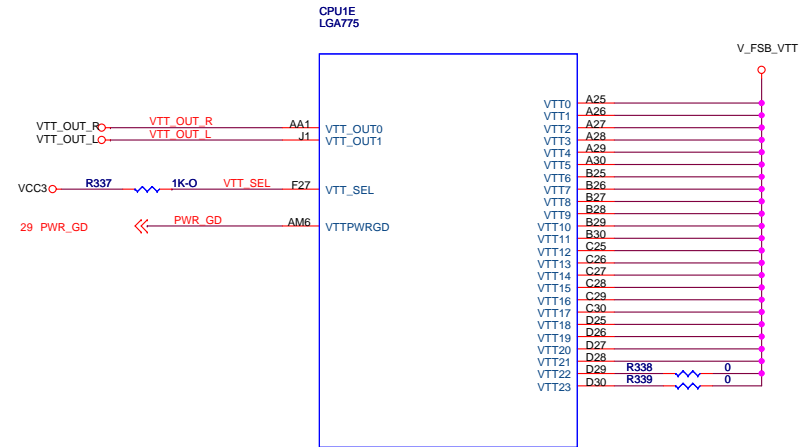 CPU1E
LGA775
V_FSB_VTT
VTT_OUT_R VTT_OUT_R AA1 VTT_OUT0
VTT_OUT_L VTT_OUT_L J1 VTT_OUT1
VCC3 R337 1K-O VTT_SEL F27 VTT_SEL
29 PWR_GD PWR_GD AM6 VTTPWRGD
VTT0 A25
VTT1 A26
VTT2 A27
VTT3 A28
VTT4 A29
VTT5 A30
VTT6 B25
VTT7 B26
VTT8 B27
VTT9 B28
VTT10 B29
VTT11 B30
VTT12 C25
VTT13 C26
VTT14 C27
VTT15 C28
VTT16 C29
VTT17 C30
VTT18 D25
VTT19 D26
VTT20 D27
VTT21 D28
VTT22 D29 R338 0
VTT23 D30 R339 0